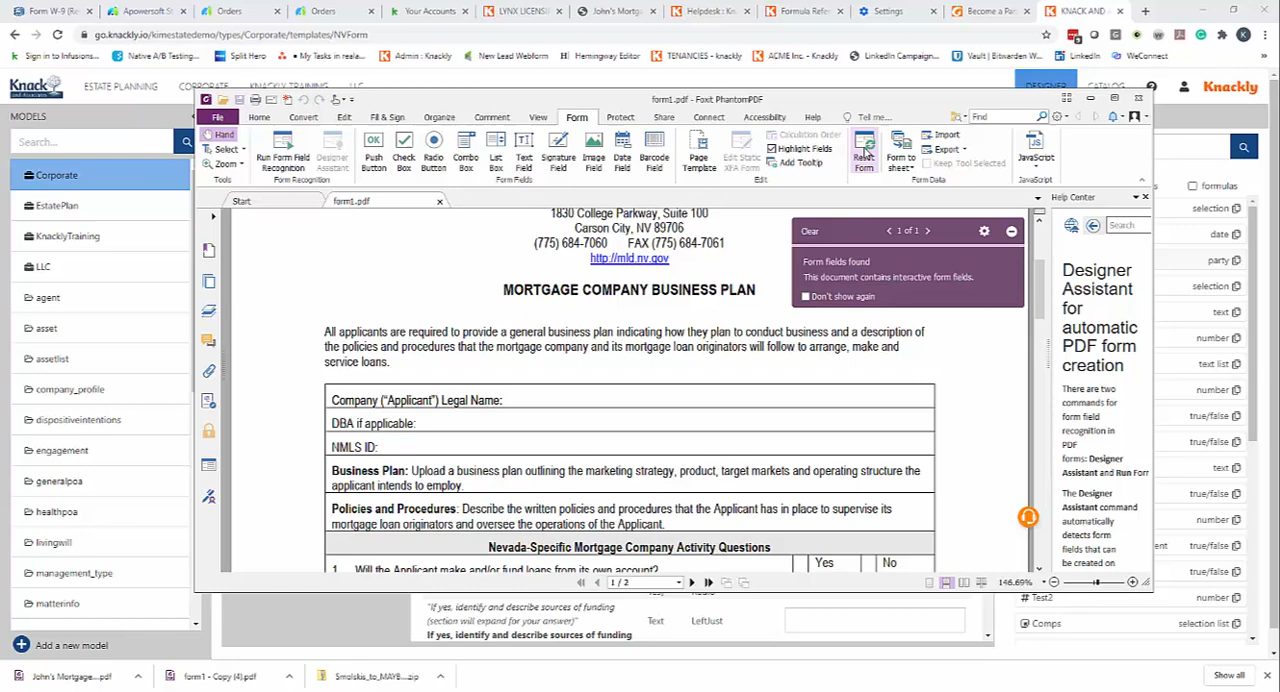 Form W-9 (Rev
Apowersoft St
Orders
Orders
Your Accounts
LYNX LICENSI
John's Mortga
Helpdesk : Kn
Formula Refer
Settings
Become a Pa
KNACK AND
go.knackly.io/kimestatedemo/types/Corporate/templates/NVForm
Sign in to Infusions...
Native A/B Testing...
Split Hero
My Tasks in reala...
Admin : Knackly
New Lead Webform
Hemingway Editor
TENANCIES - knackly
ACME Inc. - Knackly
LinkedIn Campaign...
Vault | Bitwarden W...
LinkedIn
WeConnect
Knack
ESTATE PLANNING
CORPORATE
KNACKLY TRAINING
LLC
DESIGNER
CATALOG
Knackly
MODELS
Search...
Corporate
EstatePlan
KnacklyTraining
LLC
agent
asset
assetlist
company_profile
dispositiveintentions
engagement
generalpoa
healthpoa
livingwill
management_type
matterinfo
Add a new model
form1.pdf - Foxit PhantomPDF
File
Home
Convert
Edit
Fill & Sign
Organize
Comment
View
Form
Protect
Share
Connect
Accessibility
Help
Tell me...
Find
Hand
Select
Zoom
Tools
Run Form Field
Recognition
Designer
Assistant
Form Recognition
Push
Button
Check
Box
Radio
Button
Combo
Box
List
Box
Text
Field
Signature
Field
Image
Field
Date
Field
Barcode
Field
Form Fields
Page
Template
Edit Static
XFA Form
Calculation Order
Highlight Fields
Add Tooltip
Edit
Reset
Form
Form to
sheet
Import
Export
Keep Tool Selected
Form Data
JavaScript
JavaScript
Start
form1.pdf
1830 College Parkway, Suite 100
Carson City, NV 89706
(775) 684-7060 FAX (775) 684-7061
http://mld.nv.gov
MORTGAGE COMPANY BUSINESS PLAN
All applicants are required to provide a general business plan indicating how they plan to conduct business and a description of
the policies and procedures that the mortgage company and its mortgage loan originators will follow to arrange, make and
service loans.
Company ("Applicant") Legal Name:
DBA if applicable:
NMLS ID:
Business Plan: Upload a business plan outlining the marketing strategy, product, target markets and operating structure the
applicant intends to employ.
Policies and Procedures: Describe the written policies and procedures that the Applicant has in place to supervise its
mortgage loan originators and oversee the operations of the Applicant.
Nevada-Specific Mortgage Company Activity Questions
Yes
No
1. Will the Applicant make and/or fund loans from its own account?
Clear
1 of 1
Form fields found
This document contains interactive form fields.
Don't show again
1 / 2
146.69%
Help Center
Search
Designer
Assistant
for
automatic
PDF form
creation
There are two
commands for
form field
recognition in
PDF
forms: Designer
Assistant and Run Forr
The Designer
Assistant command
automatically
detects form
fields that can
be created on
"If yes, identify and describe sources of funding
(section will expand for your answer)"
Text
LeftJust
If yes, identify and describe sources of funding
formulas
selection
date
party
selection
text
number
text list
number
true/false
true/false
text
true/false
number
true/false
true/false
Test2
number
Comps
selection list
John's Mortgage....pdf
form1 - Copy (4).pdf
Smolskis_to_MAYB....zip
Show all